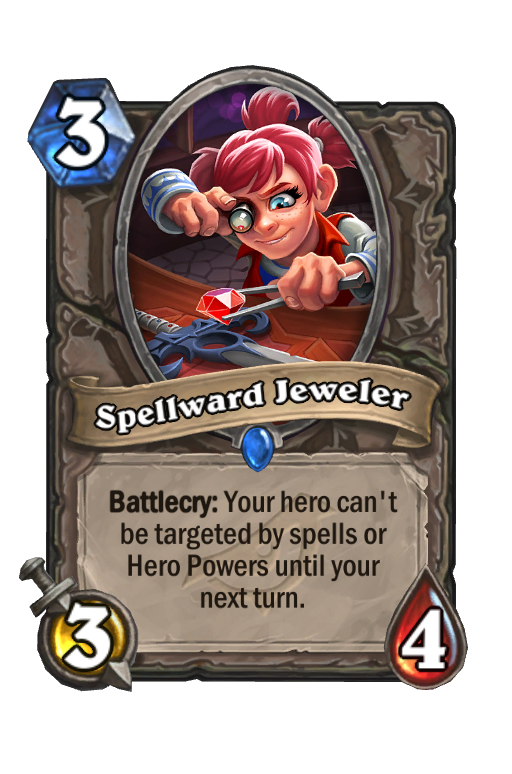 3
Spellward Jeweler
Battlecry: Your hero can't
be targeted by spells or
Hero Powers until your
next turn.
3
4